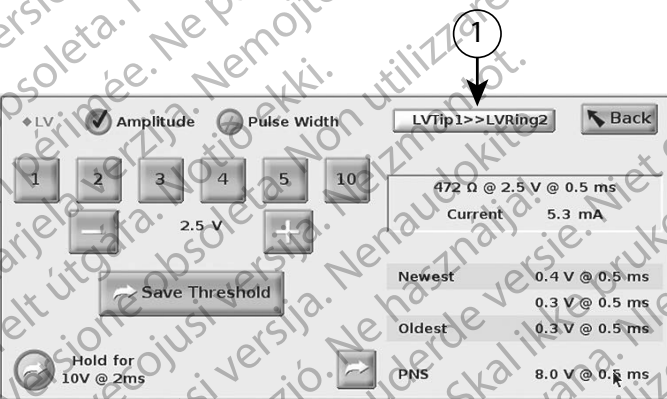 1
LV
Amplitude
Pulse Width
LVTip1>>LVRing2
Back
1 2 3 4 5 10
472 Ω @ 2.5 V @ 0.5 ms
Current 5.3 mA
2.5 V
Save Threshold
Newest 0.4 V @ 0.5 ms
0.3 V @ 0.5 ms
Oldest 0.3 V @ 0.5 ms
Hold for
10V @ 2ms
PNS 8.0 V @ 0.5 ms